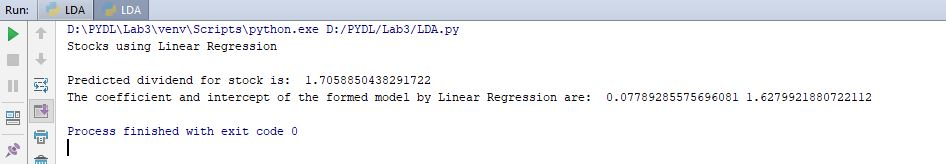 Run: LDA LDA
D:\PYDL\Lab3\venv\Scripts\python.exe D:/PYDL/Lab3/LDA.py
Stocks using Linear Regression
Predicted dividend for stock is:  1.7058850438291722
The coefficient and intercept of the formed model by Linear Regression are:  0.07789285575696081 1.6279921880722112
Process finished with exit code 0